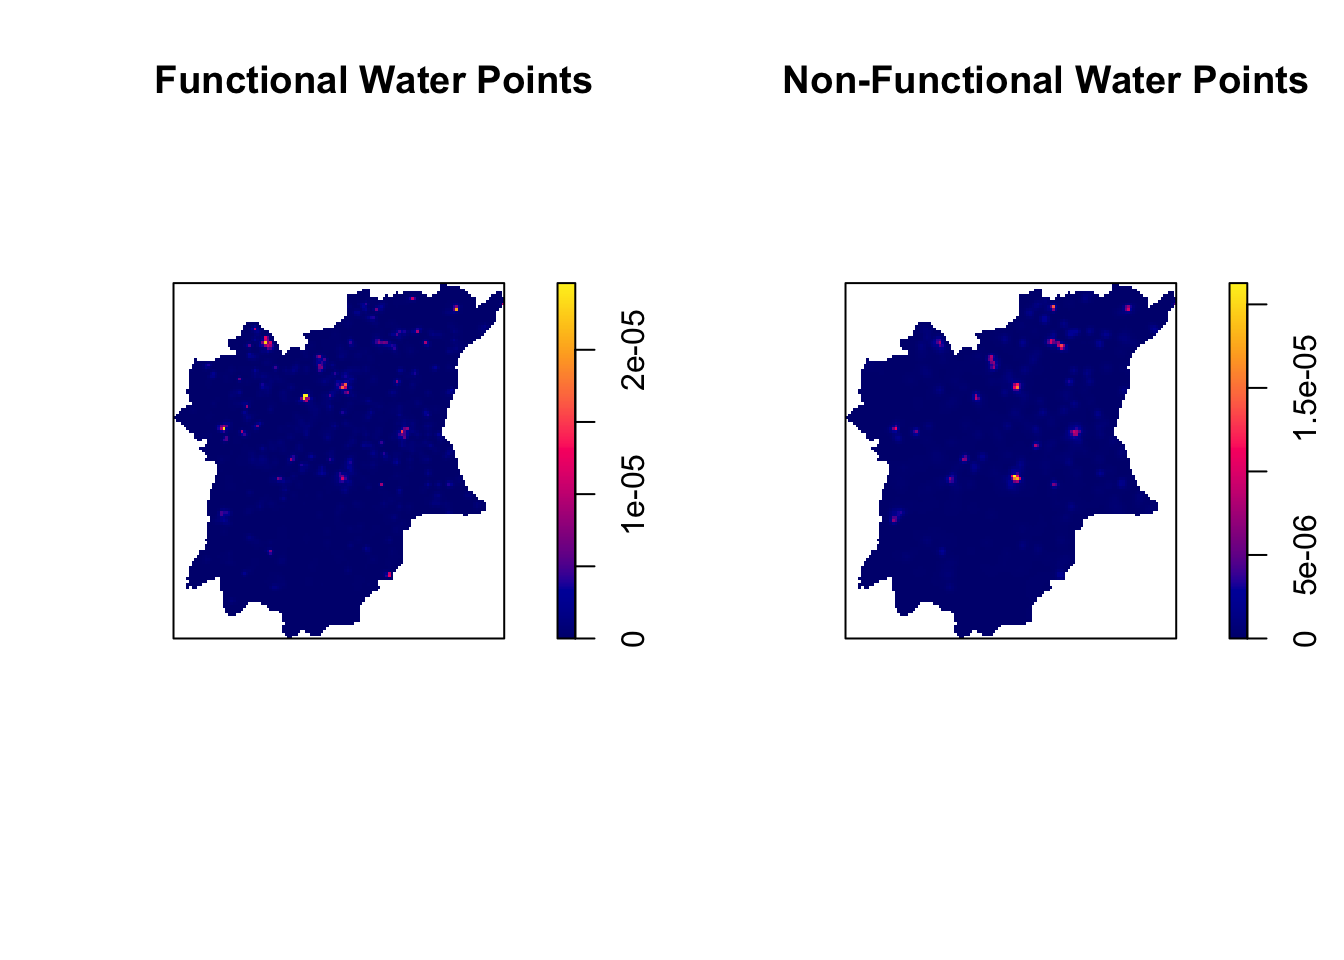 Functional Water Points
Non-Functional Water Points
2e-05
1e-05
0
1.5e-05
5e-06
0